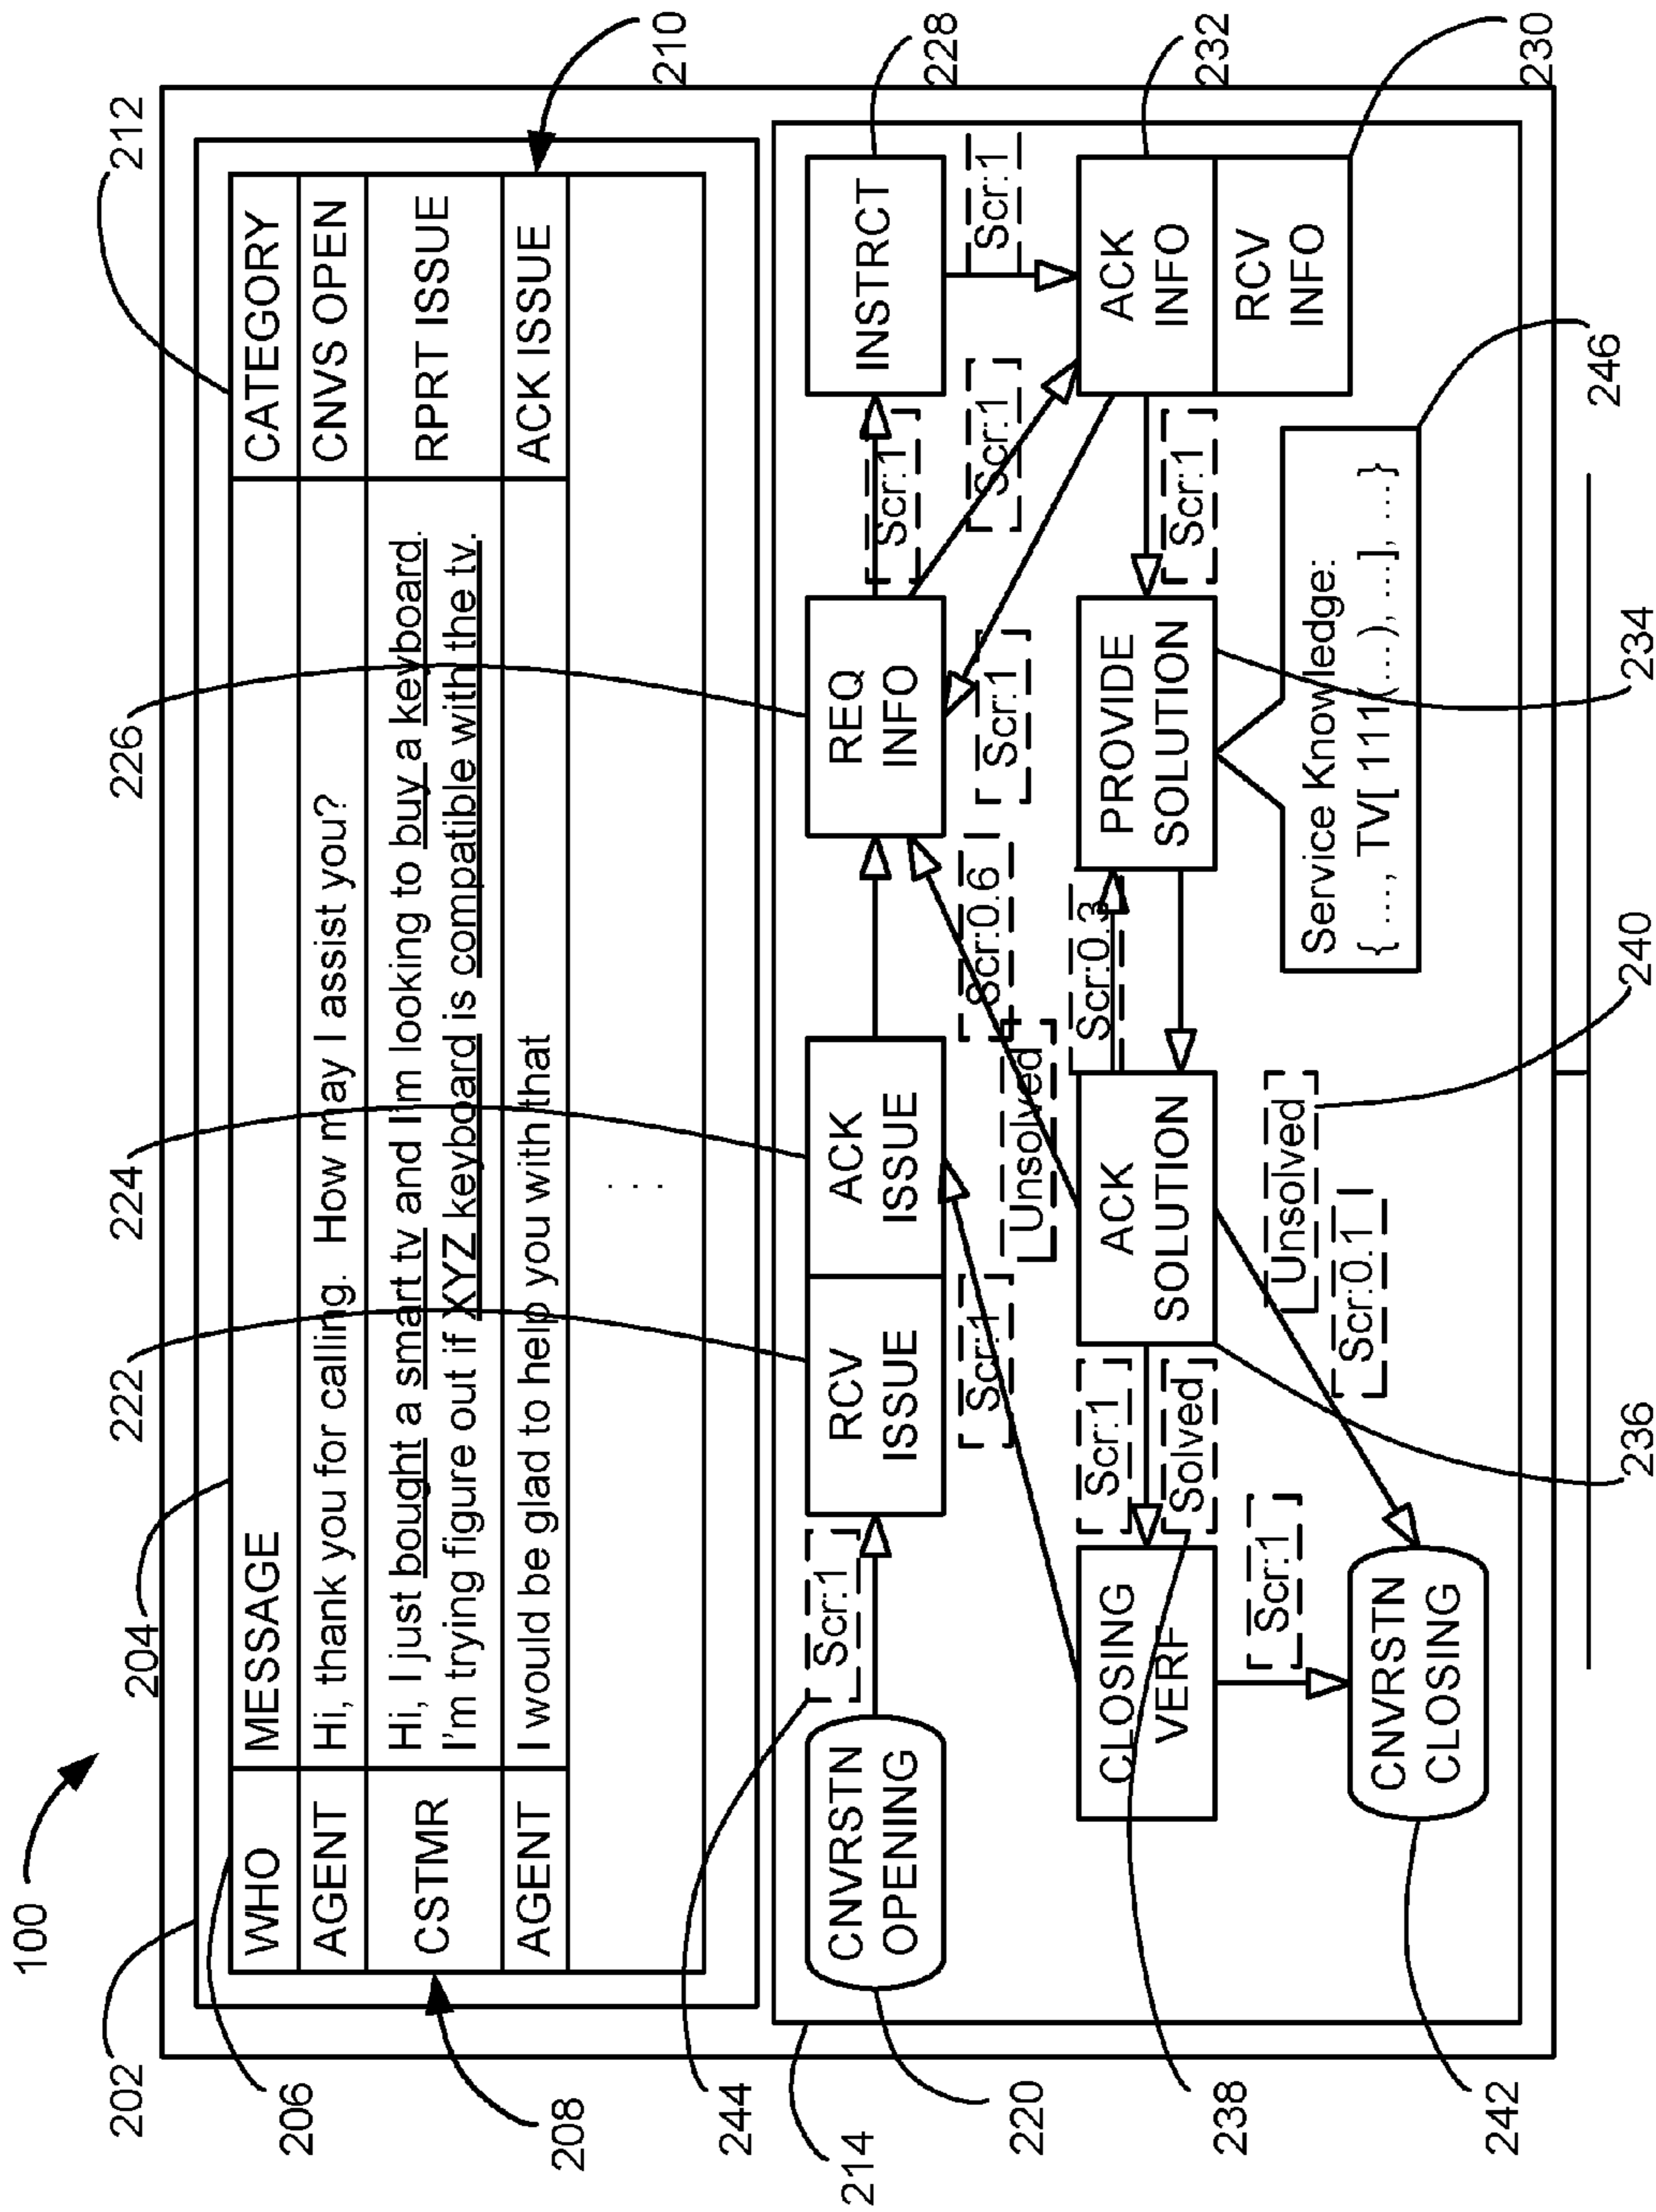 100
202
206
208
204
222
224
226
212
210
WHO MESSAGE CATEGORY
AGENT Hi, thank you for calling. How may I assist you? CNVS OPEN
CSTMR Hi, I just bought a smart tv and I'm looking to buy a keyboard. RPRT ISSUE
I'm trying figure out if XYZ keyboard is compatible with the tv.
AGENT I would be glad to help you with that ACK ISSUE
...
244
214
220
CNVRSTN
OPENING
Scr:1
RCV
ISSUE
ACK
ISSUE
REQ
INFO
Scr:1
INSTRCT
228
Scr:1
Unsolved
Scr:0.6
Scr:1
Scr:1
Scr:1
CLOSING
VERF
Scr:1
Solved
ACK
SOLUTION
Scr:0.3
PROVIDE
SOLUTION
Scr:1
ACK
INFO
232
RCV
INFO
230
238
Scr:1
Unsolved
Scr:0.1
Service Knowledge:
{ ..., TV[ 111 (...), ...], ...}
CNVRSTN
CLOSING
242
236
240
234
246